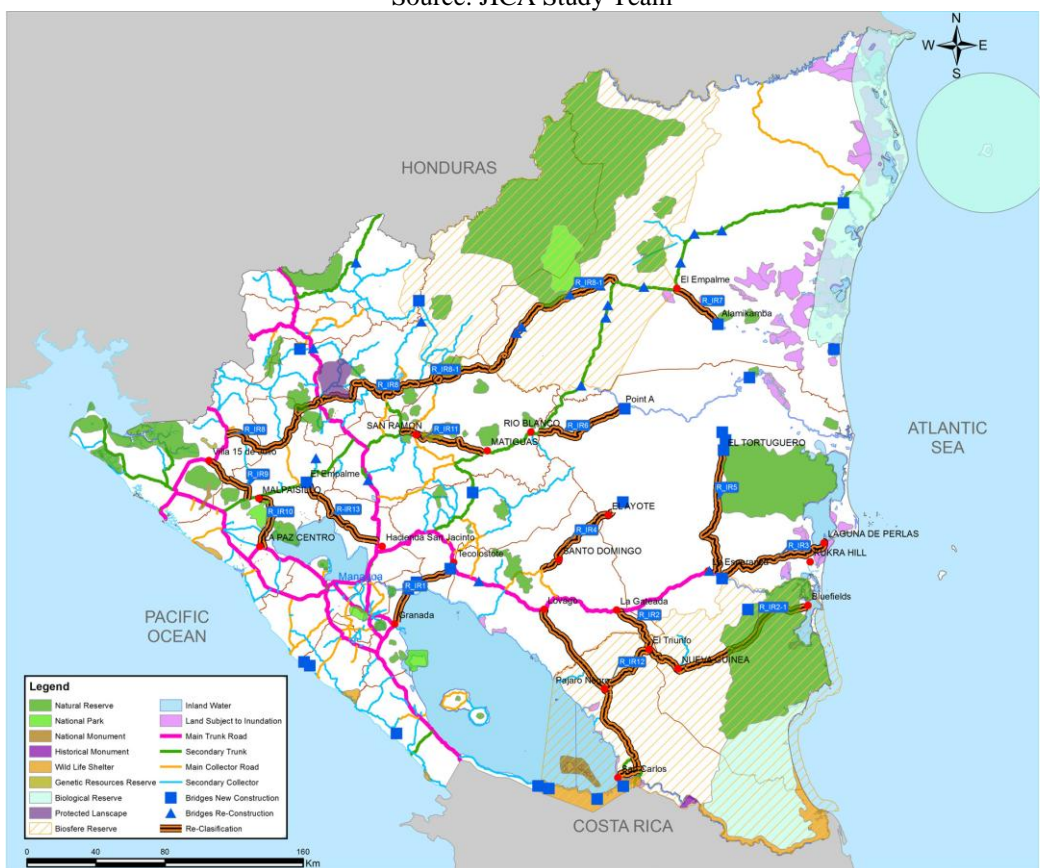 Source: JICA Study Team
N
W E
S
HONDURAS
El Empalme
R_IR8-1
R_IR7
Alamikamba
R_IR8
R_IR8-1
Point A
RIO BLANCO
R_IR6
SAN RAMON
R_IR11
MATIGUAS
R_IR8
ATLANTIC
SEA
EL TORTUGUERO
Villa 15 de Julio
El Empalme
R_IR9
MALPAISILLO
R-IR13
R_IR5
R_IR10
EL AYOTE
R_IR4
LAGUNA DE PERLAS
LA PAZ CENTRO
Hacienda San Jacinto
R_IR3
KUKRA HILL
SANTO DOMINGO
Tecolostote
La Esperanza
Managua
R_IR1
Bluefields
PACIFIC
OCEAN
Granada
Lovago
La Gateada
R_IR2
R_IR2-1
El Triunfo
R_IR12
NUEVA GUINEA
Pajaro Negro
San Carlos
COSTA RICA
Legend
Natural Reserve
National Park
National Monument
Historical Monument
Wild Life Shelter
Genetic Resources Reserve
Biological Reserve
Protected Lanscape
Biosfere Reserve
Inland Water
Land Subject to Inundation
Main Trunk Road
Secondary Trunk
Main Collector Road
Secondary Collector
Bridges New Construction
Bridges Re-Construction
Re-Clasification
0 40 80 160
Km